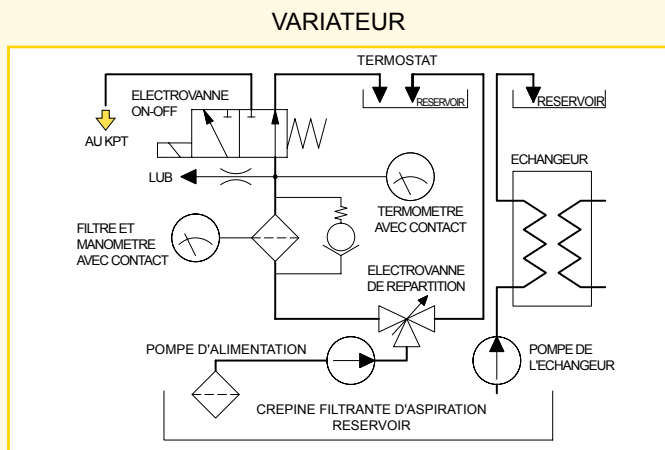 VARIATEUR
TERMOSTAT
ELECTROVANNE
ON-OFF
RESERVOIR
RESERVOIR
AU KPT
LUB
ECHANGEUR
TERMOMETRE
AVEC CONTACT
FILTRE ET
MANOMETRE
AVEC CONTACT
ELECTROVANNE
DE REPARTITION
POMPE D'ALIMENTATION
POMPE DE
L'ECHANGEUR
CREPINE FILTRANTE D'ASPIRATION
RESERVOIR